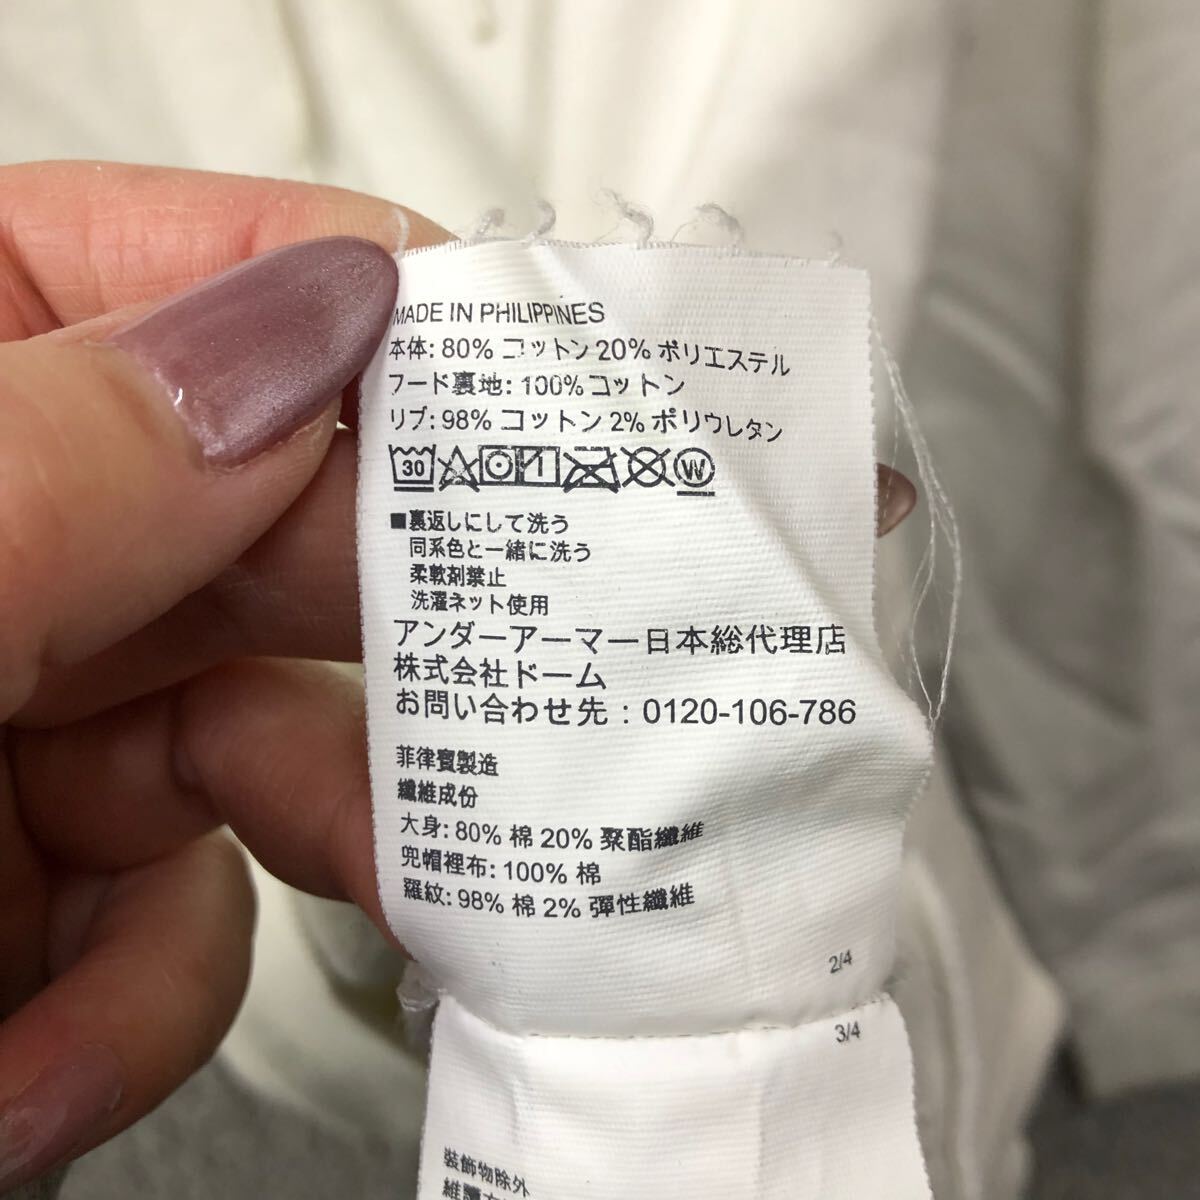 MADE IN PHILIPPINES
本体: 80% コットン 20% ポリエステル
フード裏地: 100% コットン
リブ: 98% コットン 2% ポリウレタン
30 W
■裏返しにして洗う
同系色と一緒に洗う
柔軟剤禁止
洗濯ネット使用
アンダーアーマー日本総代理店
株式会社ドーム
お問い合わせ先 : 0120-106-786
菲律賓製造
纖維成份
大身: 80% 棉 20% 聚酯纖維
兜帽裡布: 100% 棉
羅紋: 98% 棉 2% 彈性纖維
2/4
3/4
裝飾物除外